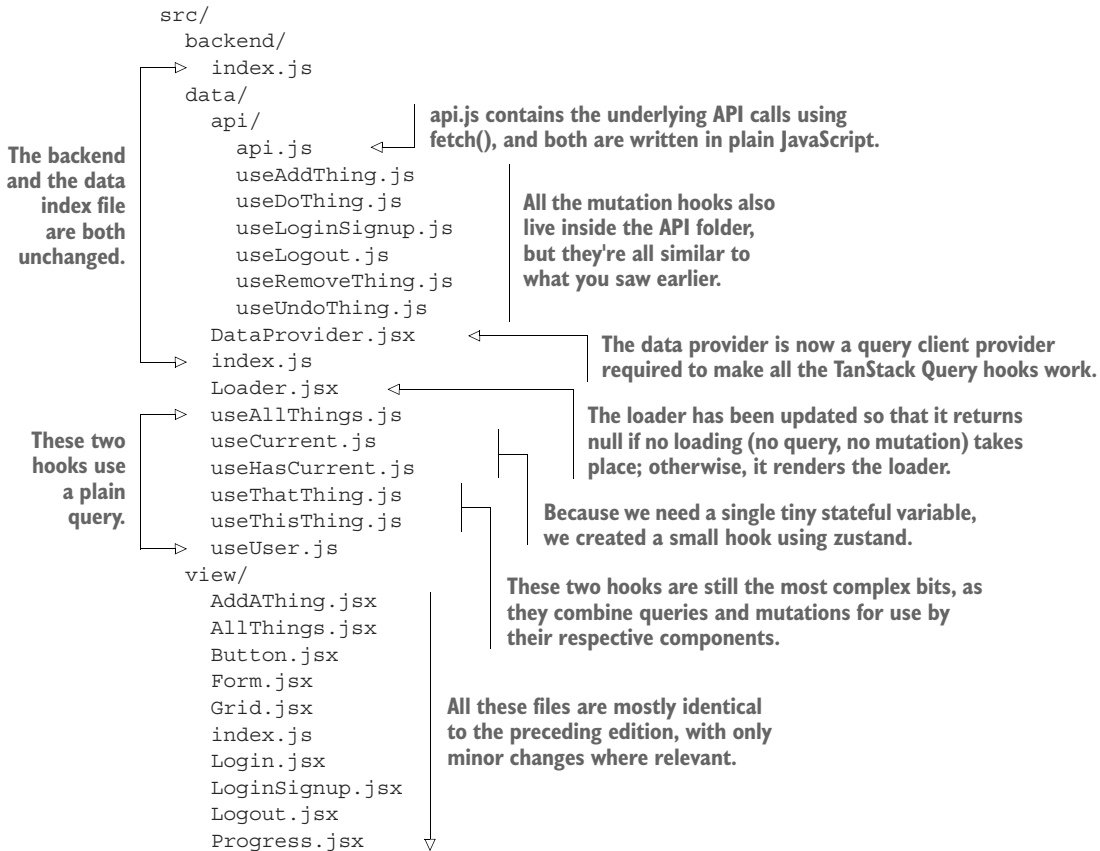 src/
backend/
index.js
data/
api/
api.js
useAddThing.js
useDoThing.js
useLoginSignup.js
useLogout.js
useRemoveThing.js
useUndoThing.js
DataProvider.jsx
index.js
Loader.jsx
useAllThings.js
useCurrent.js
useHasCurrent.js
useThatThing.js
useThisThing.js
useUser.js
view/
AddAThing.jsx
AllThings.jsx
Button.jsx
Form.jsx
Grid.jsx
index.js
Login.jsx
LoginSignup.jsx
Logout.jsx
Progress.jsx
The backend
and the data
index file
are both
unchanged.
These two
hooks use
a plain
query.
api.js contains the underlying API calls using
fetch(), and both are written in plain JavaScript.
All the mutation hooks also
live inside the API folder,
but they're all similar to
what you saw earlier.
The data provider is now a query client provider
required to make all the TanStack Query hooks work.
The loader has been updated so that it returns
null if no loading (no query, no mutation) takes
place; otherwise, it renders the loader.
Because we need a single tiny stateful variable,
we created a small hook using zustand.
These two hooks are still the most complex bits, as
they combine queries and mutations for use by
their respective components.
All these files are mostly identical
to the preceding edition, with only
minor changes where relevant.